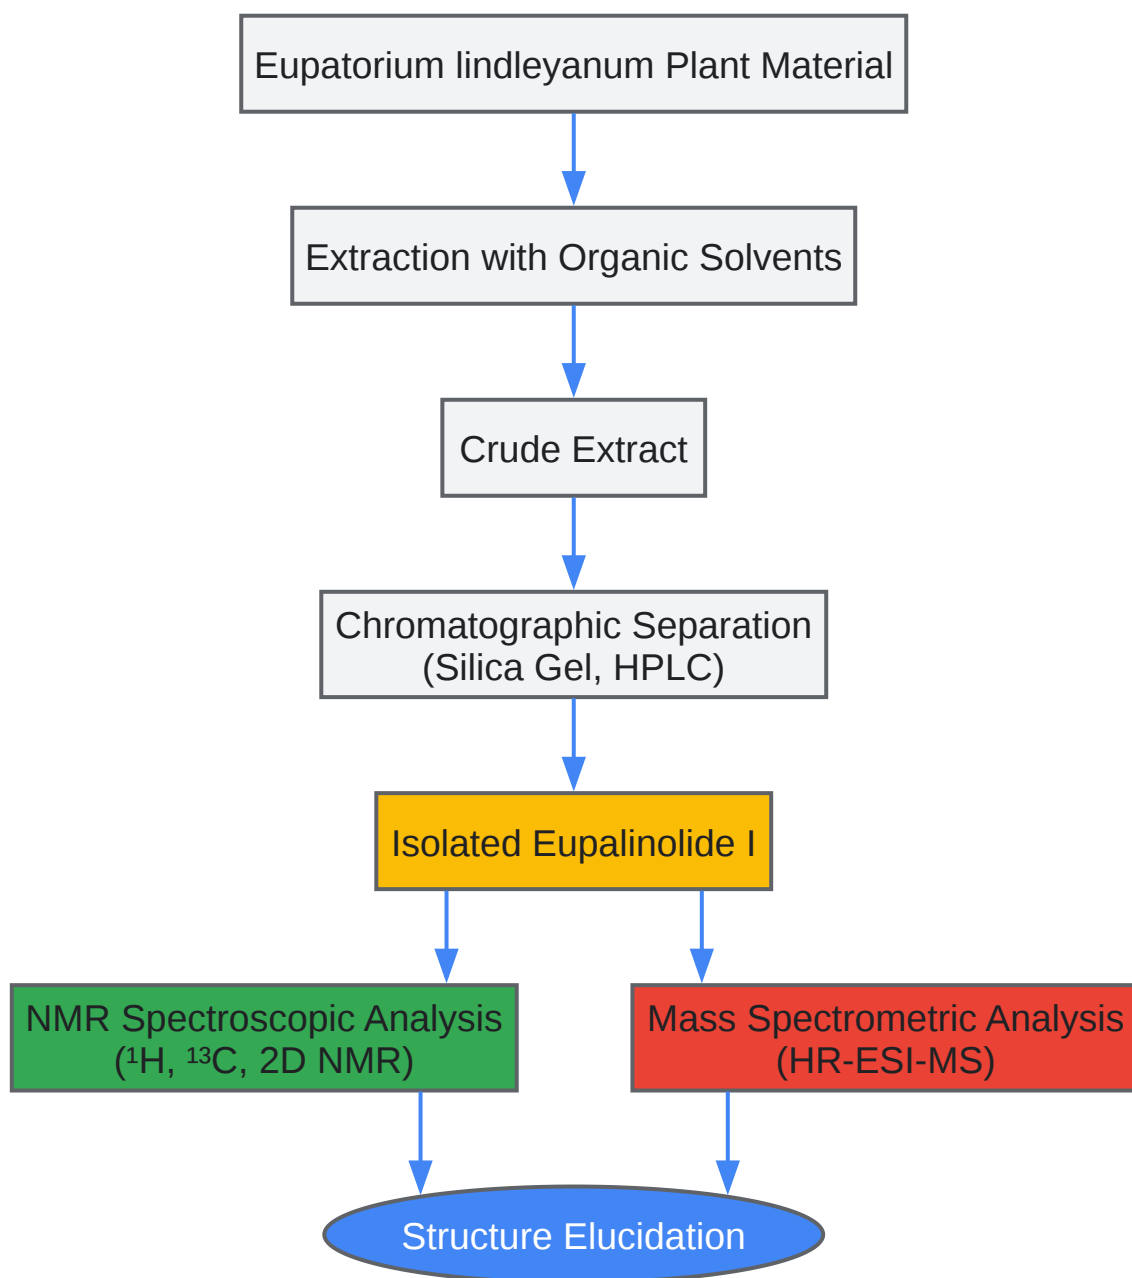 Eupatorium lindleyanum Plant Material
Extraction with Organic Solvents
Crude Extract
Chromatographic Separation
(Silica Gel, HPLC)
Isolated Eupalinolide I
NMR Spectroscopic Analysis
(¹H, ¹³C, 2D NMR)
Mass Spectrometric Analysis
(HR-ESI-MS)
Structure Elucidation